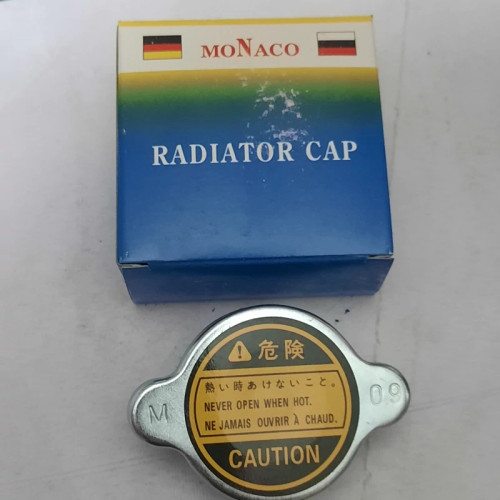 MONACO
RADIATOR CAP
危険
熱い時あけないこと。
NEVER OPEN WHEN HOT.
NE JAMAIS OUVRIR À CHAUD.
M
0.9
CAUTION